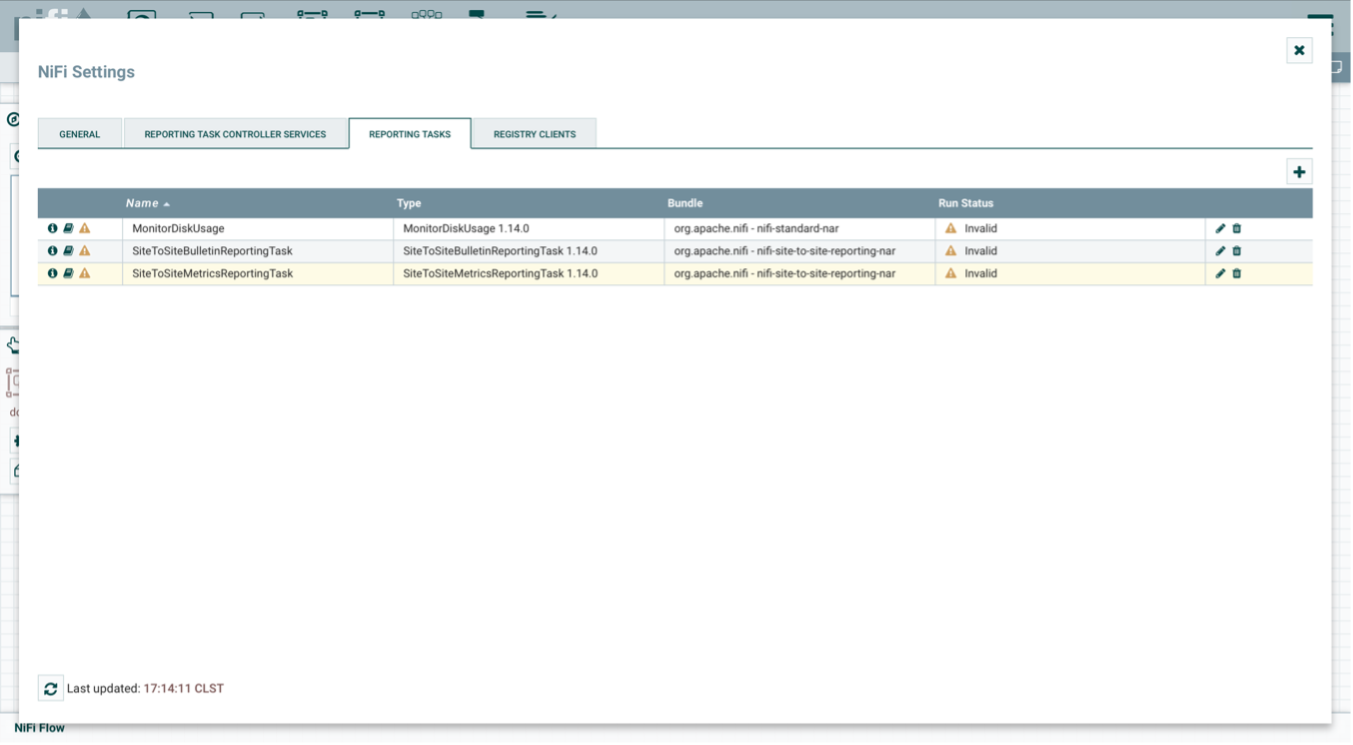 nifi
NiFi Settings
GENERAL REPORTING TASK CONTROLLER SERVICES REPORTING TASKS REGISTRY CLIENTS
Name Type Bundle Run Status
MonitorDiskUsage MonitorDiskUsage 1.14.0 org.apache.nifi - nifi-standard-nar Invalid
SiteToSiteBulletinReportingTask SiteToSiteBulletinReportingTask 1.14.0 org.apache.nifi - nifi-site-to-site-reporting-nar Invalid
SiteToSiteMetricsReportingTask SiteToSiteMetricsReportingTask 1.14.0 org.apache.nifi - nifi-site-to-site-reporting-nar Invalid
Last updated: 17:14:11 CLST
NiFi Flow